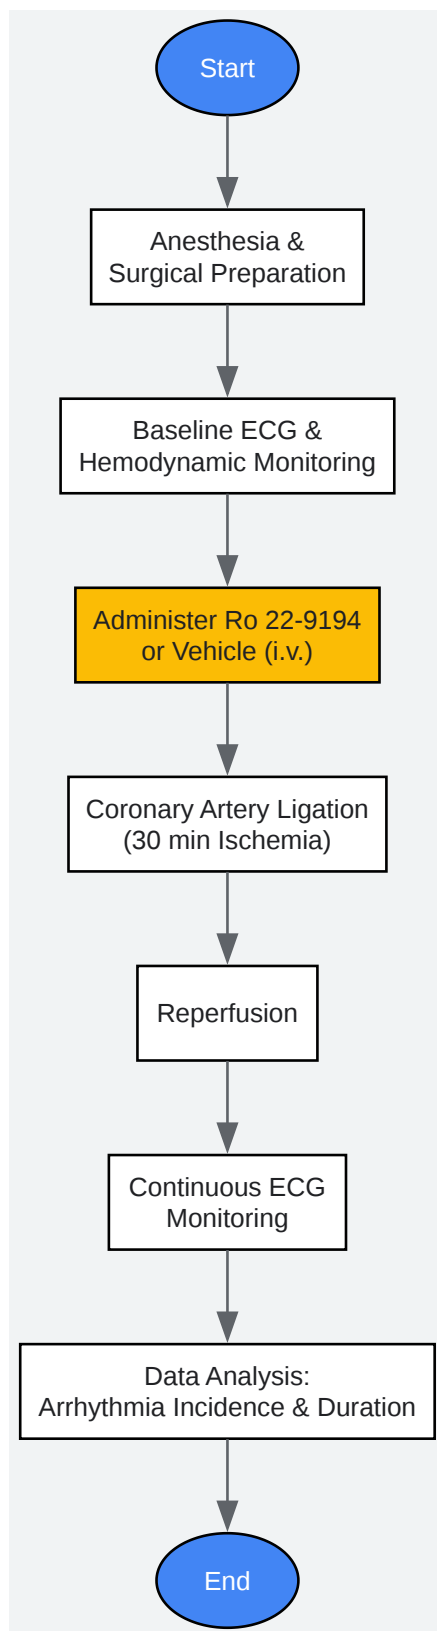 Start
Anesthesia &
Surgical Preparation
Baseline ECG &
Hemodynamic Monitoring
Administer Ro 22-9194
or Vehicle (i.v.)
Coronary Artery Ligation
(30 min Ischemia)
Reperfusion
Continuous ECG
Monitoring
Data Analysis:
Arrhythmia Incidence & Duration
End